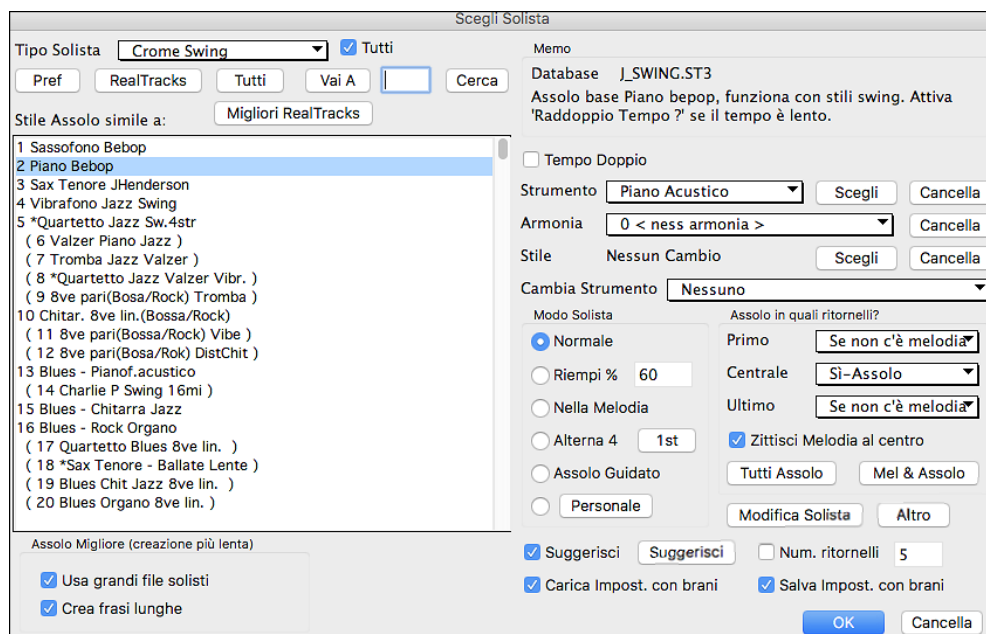 Scegli Solista
Tipo Solista Crome Swing Tutti
Pref RealTracks Tutti Vai A Cerca
Stile Assolo simile a: Migliori RealTracks
1 Sassofono Bebop
2 Piano Bebop
3 Sax Tenore JHenderson
4 Vibrafono Jazz Swing
5 *Quartetto Jazz Sw.4str
( 6 Valzer Piano Jazz )
( 7 Tromba Jazz Valzer )
( 8 *Quartetto Jazz Valzer Vibr. )
( 9 8ve pari(Bosa/Rock) Tromba )
10 Chitar. 8ve lin.(Bossa/Rock)
( 11 8ve pari(Bossa/Rock) Vibe )
( 12 8ve pari(Bosa/Rok) DistChit )
13 Blues - Pianof.acustico
( 14 Charlie P Swing 16mi )
15 Blues - Chitarra Jazz
16 Blues - Rock Organo
( 17 Quartetto Blues 8ve lin. )
( 18 *Sax Tenore - Ballate Lente )
( 19 Blues Chit Jazz 8ve lin. )
( 20 Blues Organo 8ve lin. )
Assolo Migliore (creazione più lenta)
Usa grandi file solisti
Crea frasi lunghe
Memo
Database J_SWING.ST3
Assolo base Piano bepop, funziona con stili swing. Attiva
'Raddoppio Tempo ?' se il tempo è lento.
Tempo Doppio
Strumento Piano Acustico Scegli Cancella
Armonia 0 < ness armonia > Cancella
Stile Nessun Cambio Scegli Cancella
Cambia Strumento Nessuno
Modo Solista
Normale
Riempi % 60
Nella Melodia
Alterna 4 1st
Assolo Guidato
Personale
Assolo in quali ritornelli?
Primo Se non c'è melodia
Centrale Sì-Assolo
Ultimo Se non c'è melodia
Zittisci Melodia al centro
Tutti Assolo Mel & Assolo
Modifica Solista Altro
Suggerisci Suggerisci Num. ritornelli 5
Carica Impost. con brani Salva Impost. con brani
OK Cancella